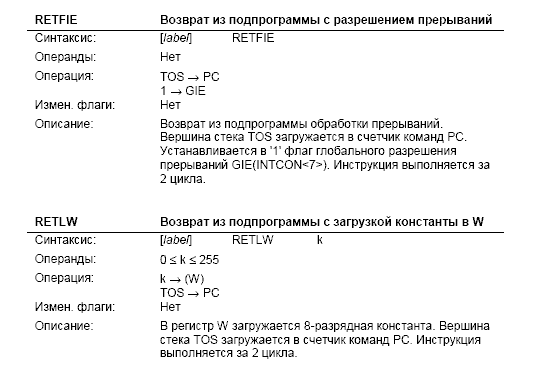 RETFIE Возврат из подпрограммы с разрешением прерываний
Синтаксис: [label] RETFIE
Операнды: Нет
Операция: TOS → PC
1 → GIE
Измен. флаги: Нет
Описание: Возврат из подпрограммы обработки прерываний.
Вершина стека TOS загружается в счетчик команд PC.
Устанавливается в '1' флаг глобального разрешения
прерываний GIE(INTCON<7>). Инструкция выполняется за
2 цикла.
RETLW Возврат из подпрограммы с загрузкой константы в W
Синтаксис: [label] RETLW k
Операнды: 0 ≤ k ≤ 255
Операция: k → (W)
TOS → PC
Измен. флаги: Нет
Описание: В регистр W загружается 8-разрядная константа. Вершина
стека TOS загружается в счетчик команд PC. Инструкция
выполняется за 2 цикла.